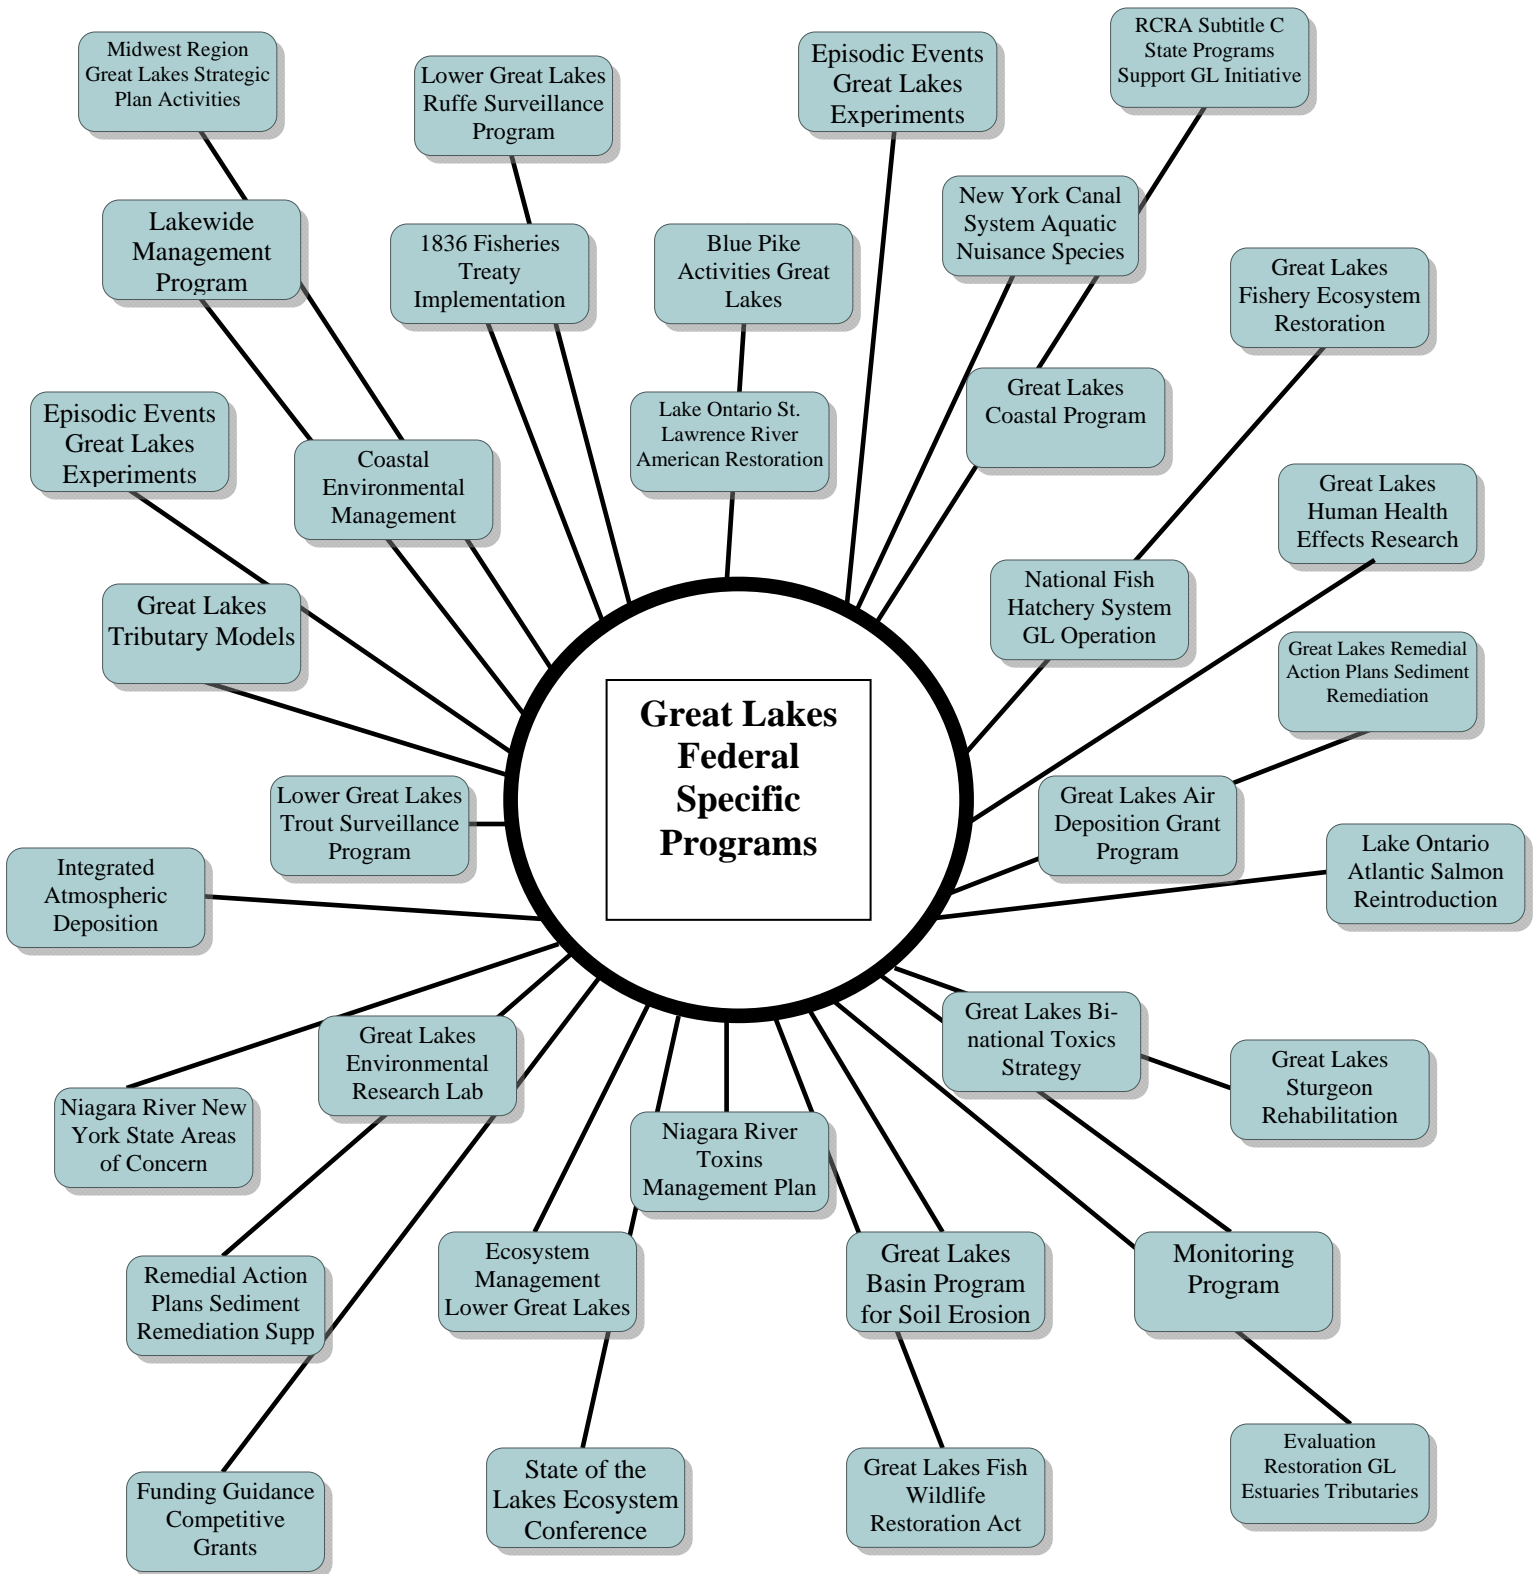 RCRA Subtitle C
State Programs
Support GL Initiative
Midwest Region
Great Lakes Strategic
Plan Activities
Lower Great Lakes
Ruffe Surveillance
Program
Episodic Events
Great Lakes
Experiments
Lakewide
Management
Program
1836 Fisheries
Treaty
Implementation
Blue Pike
Activities Great
Lakes
New York Canal
System Aquatic
Nuisance Species
Great Lakes
Fishery Ecosystem
Restoration
Episodic Events
Great Lakes
Experiments
Coastal
Environmental
Management
Lake Ontario St.
Lawrence River
American Restoration
Great Lakes
Coastal Program
Great Lakes
Human Health
Effects Research
Great Lakes
Tributary Models
National Fish
Hatchery System
GL Operation
Great Lakes Remedial
Action Plans Sediment
Remediation
Great Lakes
Federal
Specific
Programs
Lower Great Lakes
Trout Surveillance
Program
Great Lakes Air
Deposition Grant
Program
Integrated
Atmospheric
Deposition
Lake Ontario
Atlantic Salmon
Reintroduction
Great Lakes
Environmental
Research Lab
Great Lakes Bi-
national Toxics
Strategy
Niagara River New
York State Areas
of Concern
Niagara River
Toxins
Management Plan
Great Lakes
Sturgeon
Rehabilitation
Remedial Action
Plans Sediment
Remediation Supp
Ecosystem
Management
Lower Great Lakes
Great Lakes
Basin Program
for Soil Erosion
Monitoring
Program
Funding Guidance
Competitive
Grants
State of the
Lakes Ecosystem
Conference
Great Lakes Fish
Wildlife
Restoration Act
Evaluation
Restoration GL
Estuaries Tributaries